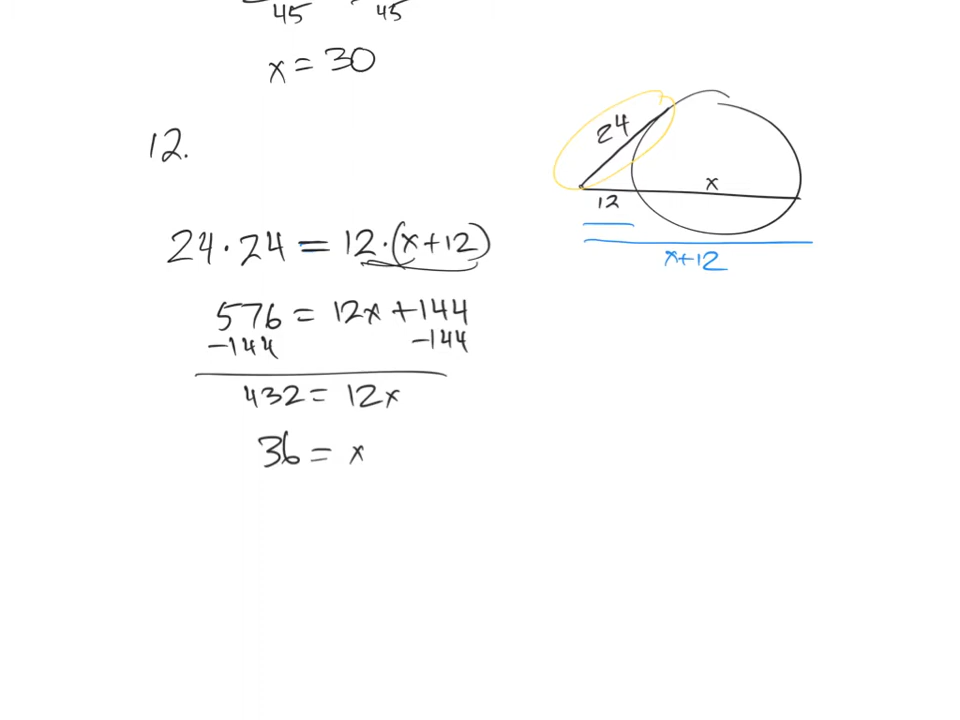 45 45
x = 30
12.
24
x
12
x+12
24·24 = 12·(x+12)
576 = 12x +144
-144 -144
432 = 12x
36 = x